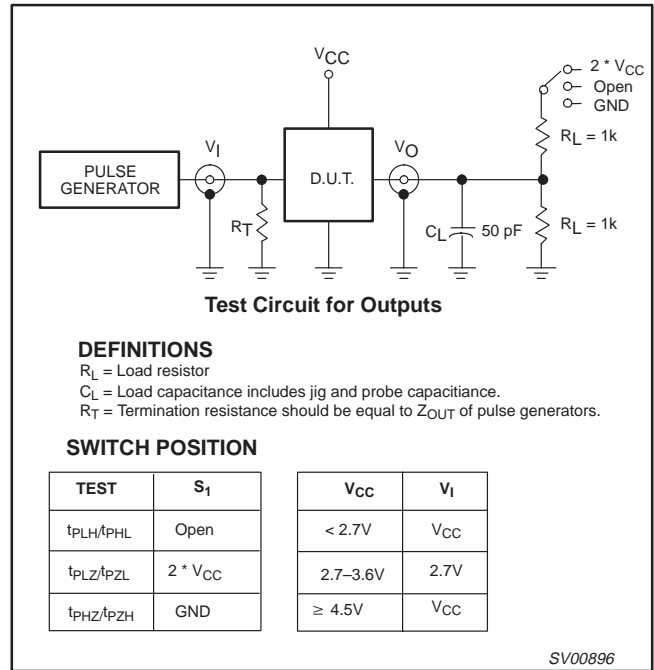 VCC
2 * VCC
Open
GND
RL = 1k
VI
VO
PULSE
GENERATOR
D.U.T.
RT
CL
50 pF
RL = 1k
Test Circuit for Outputs
DEFINITIONS
RL = Load resistor
CL = Load capacitance includes jig and probe capacitiance.
RT = Termination resistance should be equal to ZOUT of pulse generators.
SWITCH POSITION
TEST S1
tPLH/tPHL Open
tPLZ/tPZL 2 * VCC
tPHZ/tPZH GND
VCC VI
< 2.7V VCC
2.7–3.6V 2.7V
≥ 4.5V VCC
SV00896